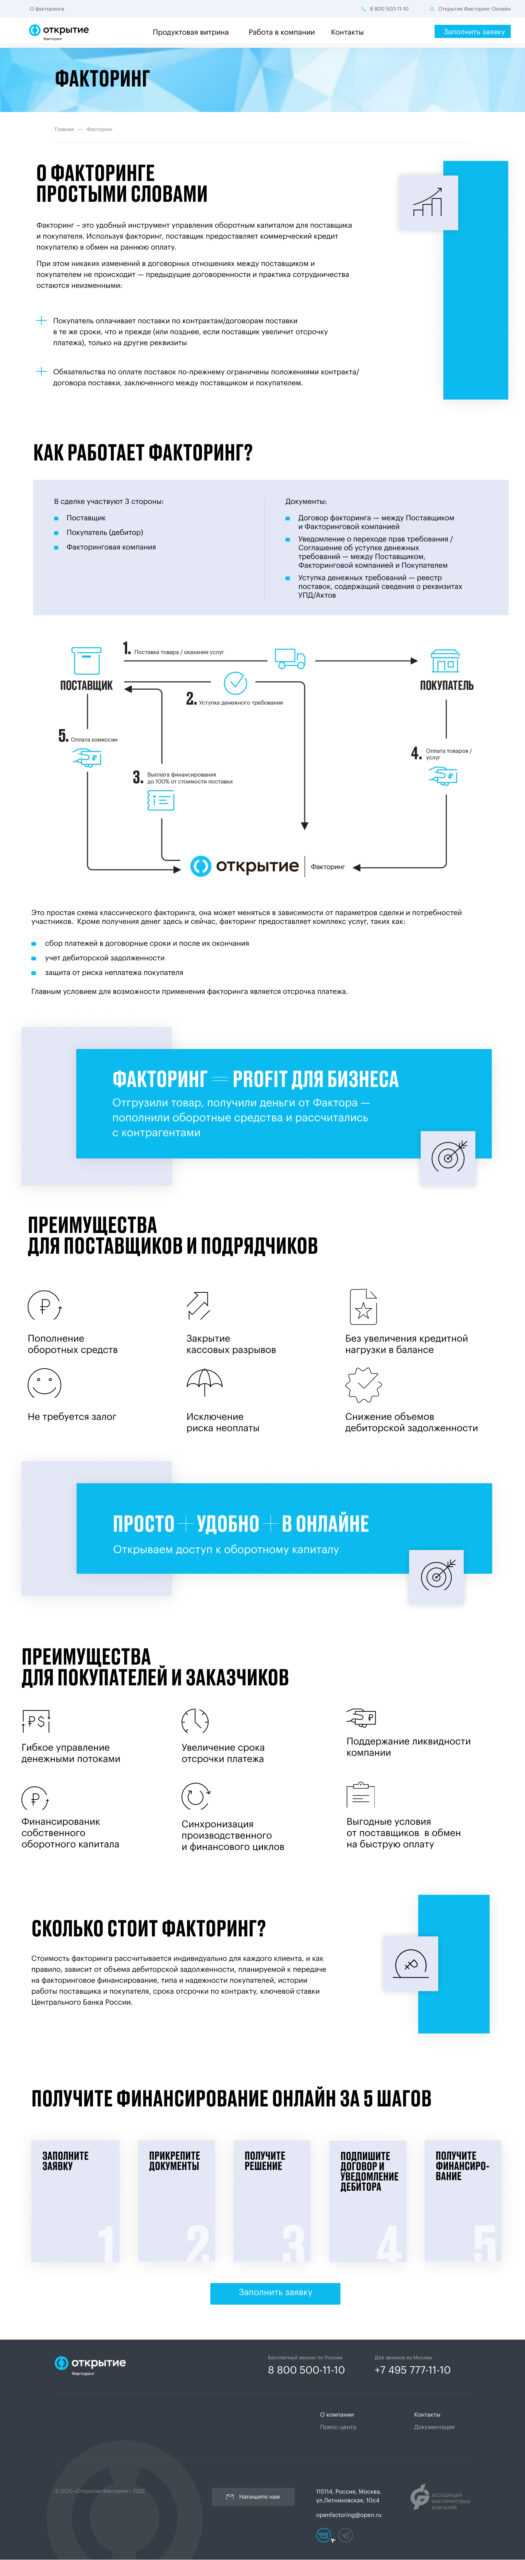 О факторинге
8 800 500-11-10
Открытие Факторинг Онлайн
открытие
Факторинг
Продуктовая витрина
Работа в компании
Контакты
Заполнить заявку
ФАКТОРИНГ
Главная — Факторинг
О ФАКТОРИНГЕ
ПРОСТЫМИ СЛОВАМИ
Факторинг – это удобный инструмент управления оборотным капиталом для поставщика
и покупателя. Используя факторинг, поставщик предоставляет коммерческий кредит
покупателю в обмен на раннюю оплату.
При этом никаких изменений в договорных отношениях между поставщиком и
покупателем не происходит — предыдущие договоренности и практика сотрудничества
остаются неизменными:
Покупатель оплачивает поставки по контрактам/договорам поставки
в те же сроки, что и прежде (или позднее, если поставщик увеличит отсрочку
платежа), только на другие реквизиты
Обязательства по оплате поставок по-прежнему ограничены положениями контракта/
договора поставки, заключенного между поставщиком и покупателем.
КАК РАБОТАЕТ ФАКТОРИНГ?
В сделке участвуют 3 стороны:
Поставщик
Покупатель (дебитор)
Факторинговая компания
Документы:
Договор факторинга — между Поставщиком
и Факторинговой компанией
Уведомление о переходе прав требования /
Соглашение об уступке денежных
требований — между Поставщиком,
Факторинговой компанией и Покупателем
Уступка денежных требований — реестр
поставок, содержащий сведения о реквизитах
УПД/Актов
1. Поставка товара / оказание услуг
ПОСТАВЩИК
ПОКУПАТЕЛЬ
2. Уступка денежного требования
5. Оплата комиссии
3. Выплата финансирования
до 100% от стоимости поставки
4. Оплата товаров /
услуг
открытие
Факторинг
Это простая схема классического факторинга, она может меняться в зависимости от параметров сделки и потребностей
участников. Кроме получения денег здесь и сейчас, факторинг предоставляет комплекс услуг, таких как:
сбор платежей в договорные сроки и после их окончания
учет дебиторской задолженности
защита от риска неплатежа покупателя
Главным условием для возможности применения факторинга является отсрочка платежа.
ФАКТОРИНГ = PROFIT ДЛЯ БИЗНЕСА
Отгрузили товар, получили деньги от Фактора —
пополнили оборотные средства и рассчитались
с контрагентами
ПРЕИМУЩЕСТВА
ДЛЯ ПОСТАВЩИКОВ И ПОДРЯДЧИКОВ
Пополнение
оборотных средств
Закрытие
кассовых разрывов
Без увеличения кредитной
нагрузки в балансе
Не требуется залог
Исключение
риска неоплаты
Снижение объемов
дебиторской задолженности
ПРОСТО + УДОБНО + В ОНЛАЙНЕ
Открываем доступ к оборотному капиталу
ПРЕИМУЩЕСТВА
ДЛЯ ПОКУПАТЕЛЕЙ И ЗАКАЗЧИКОВ
Гибкое управление
денежными потоками
Увеличение срока
отсрочки платежа
Поддержание ликвидности
компании
Финансированик
собственного
оборотного капитала
Синхронизация
производственного
и финансового циклов
Выгодные условия
от поставщиков в обмен
на быструю оплату
СКОЛЬКО СТОИТ ФАКТОРИНГ?
Стоимость факторинга рассчитывается индивидуально для каждого клиента, и как
правило, зависит от объема дебиторской задолженности, планируемой к передаче
на факторинговое финансирование, типа и надежности покупателей, истории
работы поставщика и покупателя, срока отсрочки по контракту, ключевой ставки
Центрального Банка России.
ПОЛУЧИТЕ ФИНАНСИРОВАНИЕ ОНЛАЙН ЗА 5 ШАГОВ
ЗАПОЛНИТЕ
ЗАЯВКУ
1
ПРИКРЕПИТЕ
ДОКУМЕНТЫ
2
ПОЛУЧИТЕ
РЕШЕНИЕ
3
ПОДПИШИТЕ
ДОГОВОР И
УВЕДОМЛЕНИЕ
ДЕБИТОРА
4
ПОЛУЧИТЕ
ФИНАНСИРО-
ВАНИЕ
5
Заполнить заявку
открытие
Факторинг
Бесплатный звонок по России
8 800 500-11-10
Для звонков из Москвы
+7 495 777-11-10
О компании
Контакты
Пресс-центр
Документация
© ООО «Открытие Факторинг» 2022
Напишите нам
115114, Россия, Москва,
ул.Летниковская, 10с4
openfactoring@open.ru
АССОЦИАЦИЯ
ФАКТОРИНГОВЫХ
КОМПАНИЙ